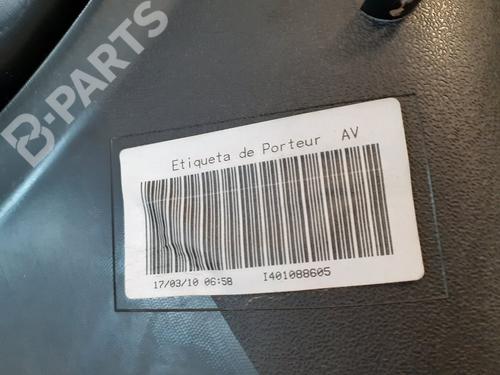 B-PARTS
Etiqueta de Porteur AV
17/03/10 06:58 I401088605